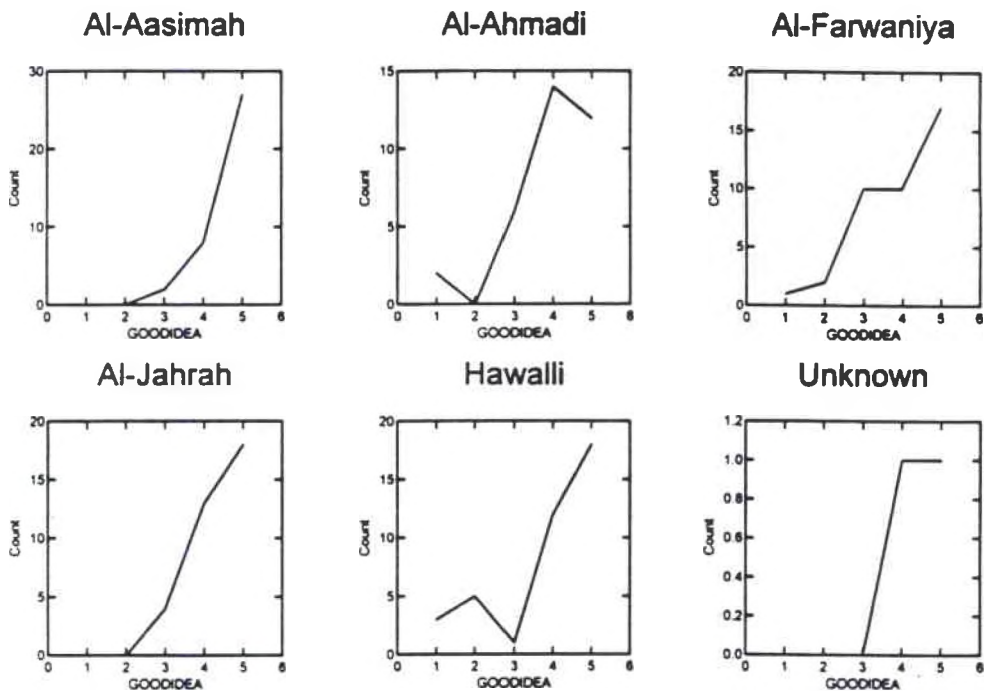 Al-Aasimah
Al-Ahmadi
Al-Farwaniya
30
20
10
0
Count
0 1 2 3 4 5 6
GOODIDEA
15
10
5
0
Count
0 1 2 3 4 5 6
GOODIDEA
20
15
10
5
0
Count
0 1 2 3 4 5 6
GOODIDEA
Al-Jahrah
Hawalli
Unknown
20
15
10
5
0
Count
0 1 2 3 4 5 6
GOODIDEA
20
15
10
5
0
Count
0 1 2 3 4 5 6
GOODIDEA
1.2
1.0
0.8
0.6
0.4
0.2
0.0
Count
0 1 2 3 4 5 6
GOODIDEA